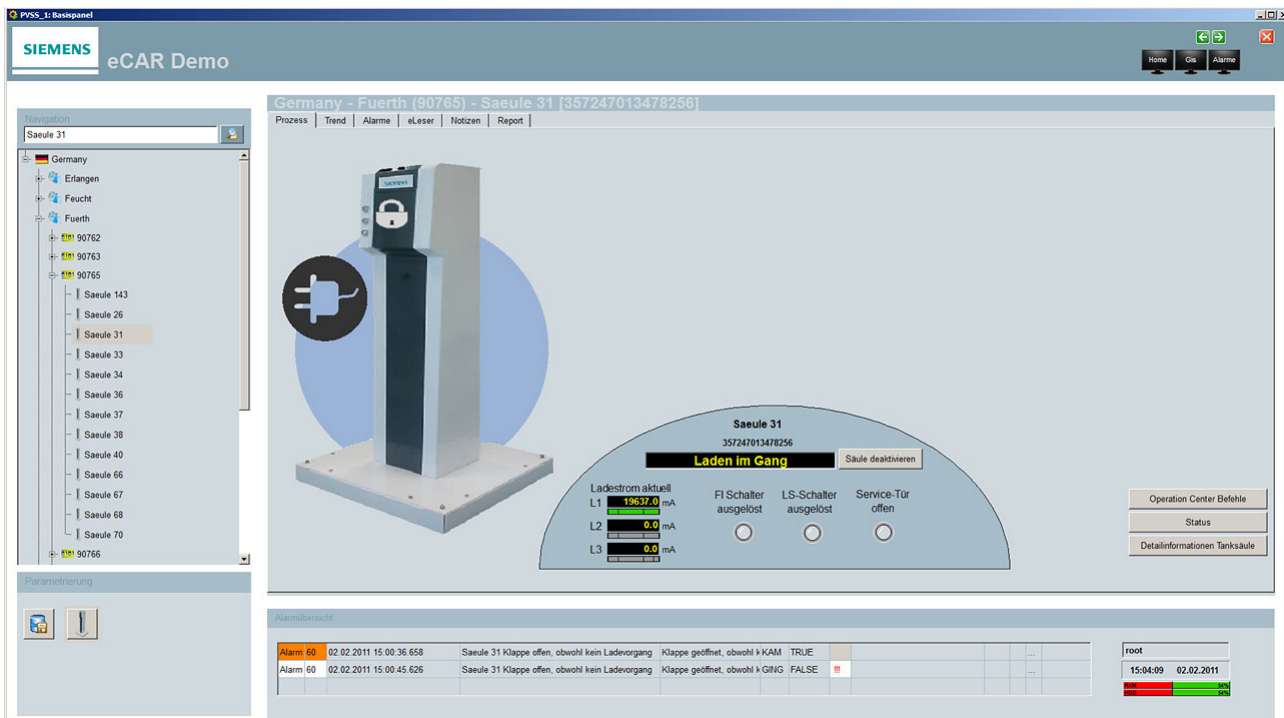 PVSS_1: Basispanel
SIEMENS
eCAR Demo
Home Gis Alarme
Navigation
Saeule 31
Germany
Erlangen
Feucht
Fuerth
90762
90763
90765
Saeule 143
Saeule 26
Saeule 31
Saeule 33
Saeule 34
Saeule 36
Saeule 37
Saeule 38
Saeule 40
Saeule 66
Saeule 67
Saeule 68
Saeule 70
90766
Parametrierung
Germany - Fuerth (90765) - Saeule 31 [357247013478256]
Prozess Trend Alarme eLeser Notizen Report
SIEMENS
Saeule 31
357247013478256
Laden im Gang
Säule deaktivieren
Ladestrom aktuell
L1 19637.0 mA
L2 0.0 mA
L3 0.0 mA
FI Schalter
ausgelöst
LS-Schalter
ausgelöst
Service-Tür
offen
Operation Center Befehle
Status
Detailinformationen Tanksäule
Alarmübersicht
Alarm 60 02.02.2011 15:00:36.658 Saeule 31 Klappe offen, obwohl kein Ladevorgang Klappe geöffnet, obwohl k KAM TRUE ...
Alarm 60 02.02.2011 15:00:45.626 Saeule 31 Klappe offen, obwohl kein Ladevorgang Klappe geöffnet, obwohl k GING FALSE !!! ...
root
15:04:09 02.02.2011